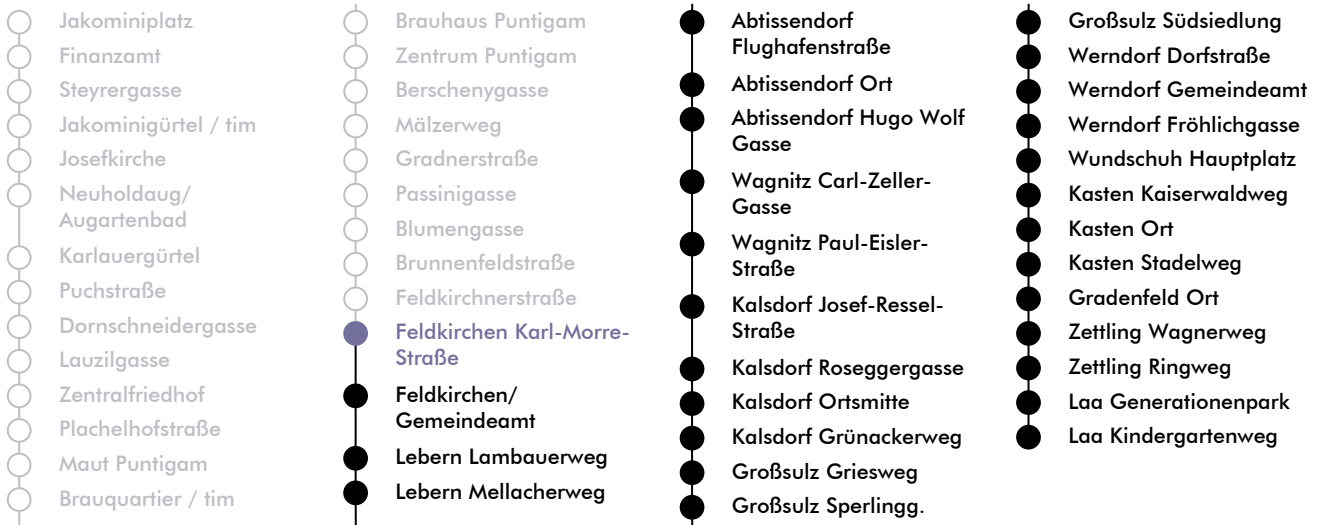 Jakominiplatz
Finanzamt
Steyrergasse
Jakominigürtel / tim
Josefkirche
Neuholdaug/
Augartenbad
Karlauergürtel
Puchstraße
Dornschneidergasse
Lauzilgasse
Zentralfriedhof
Plachelhofstraße
Maut Puntigam
Brauquartier / tim
Brauhaus Puntigam
Zentrum Puntigam
Berschenygasse
Mälzerweg
Gradnerstraße
Passinigasse
Blumengasse
Brunnenfeldstraße
Feldkirchnerstraße
Feldkirchen Karl-Morre-
Straße
Feldkirchen/
Gemeindeamt
Lebern Lambauerweg
Lebern Mellacherweg
Abtissendorf
Flughafenstraße
Abtissendorf Ort
Abtissendorf Hugo Wolf
Gasse
Wagnitz Carl-Zeller-
Gasse
Wagnitz Paul-Eisler-
Straße
Kalsdorf Josef-Ressel-
Straße
Kalsdorf Roseggergasse
Kalsdorf Ortsmitte
Kalsdorf Grünackerweg
Großsulz Griesweg
Großsulz Sperlingg.
Großsulz Südsiedlung
Werndorf Dorfstraße
Werndorf Gemeindeamt
Werndorf Fröhlichgasse
Wundschuh Hauptplatz
Kasten Kaiserwaldweg
Kasten Ort
Kasten Stadelweg
Gradenfeld Ort
Zettling Wagnerweg
Zettling Ringweg
Laa Generationenpark
Laa Kindergartenweg